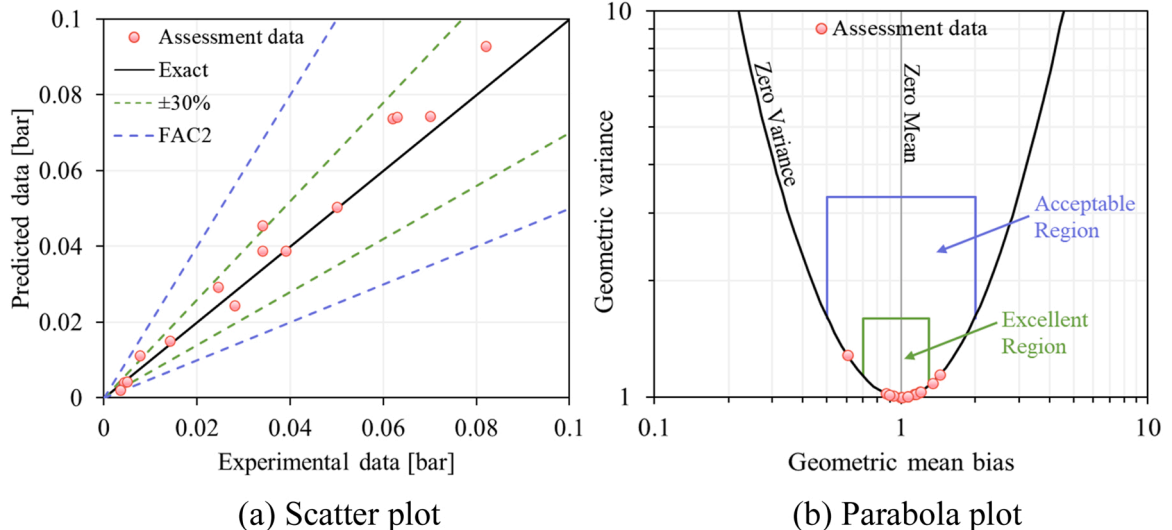 0.1
0.08
0.06
0.04
0.02
0
Predicted data [bar]
Assessment data
Exact
±30%
FAC2
0 0.02 0.04 0.06 0.08 0.1
Experimental data [bar]
(a) Scatter plot
10
1
Geometric variance
Assessment data
Zero Variance
Zero Mean
Acceptable
Region
Excellent
Region
0.1 1 10
Geometric mean bias
(b) Parabola plot